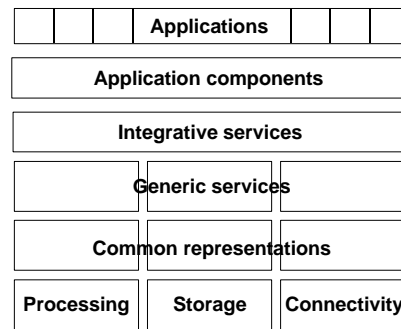 Applications
Application components
Integrative services
Generic services
Common representations
Processing Storage Connectivity